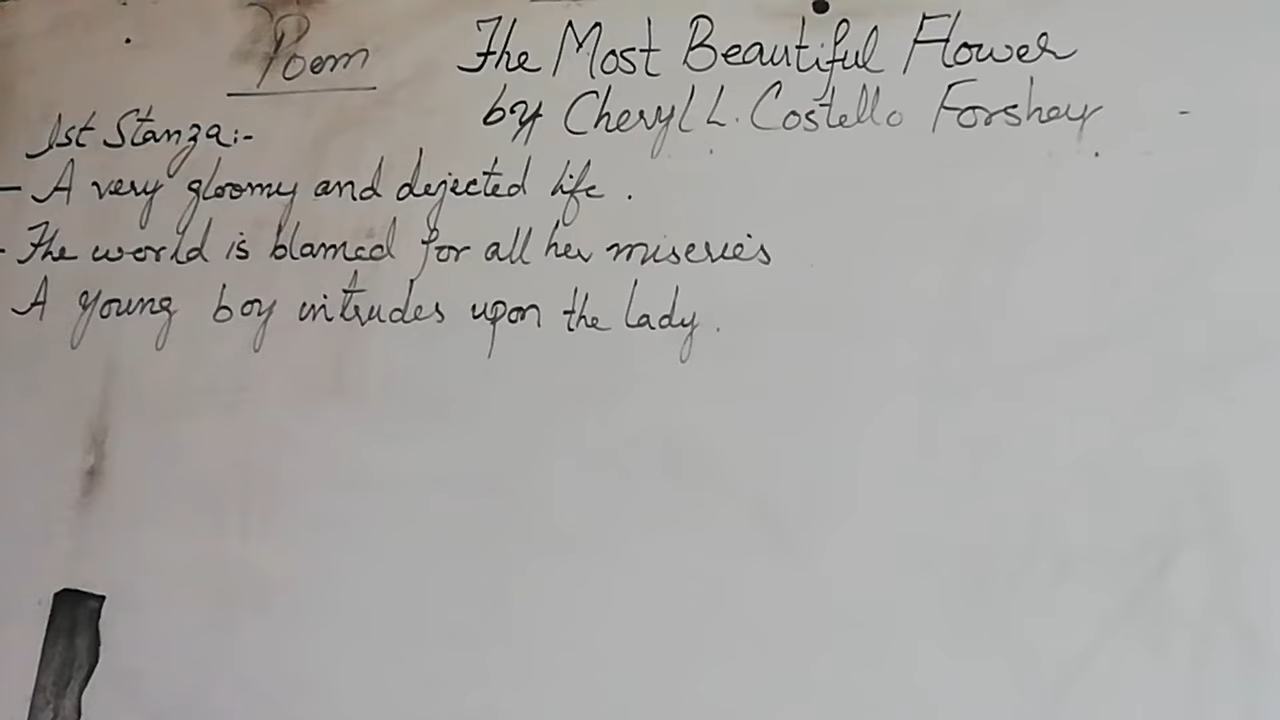 Poem The Most Beautiful Flower
by Cheryl L. Costello Forshey -
1st Stanza:-
- A very gloomy and dejected life.
- The world is blamed for all her miseries
A young boy intrudes upon the lady.